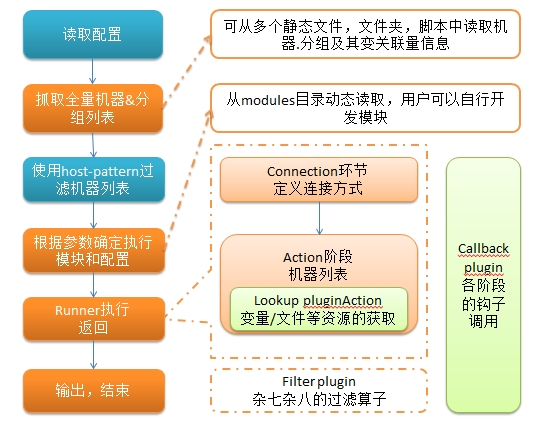 读取配置
可从多个静态文件，文件夹，脚本中读取机
器.分组及其变关联量信息
抓取全量机器&分
组列表
从modules目录动态读取，用户可以自行开
发模块
使用host-pattern过
滤机器列表
Connection环节
定义连接方式
根据参数确定执行
模块和配置
Action阶段
机器列表
Lookup pluginAction
变量/文件等资源的获取
Callback
plugin
各阶段
的钩子
调用
Runner执行
返回
输出，结束
Filter plugin
杂七杂八的过滤算子